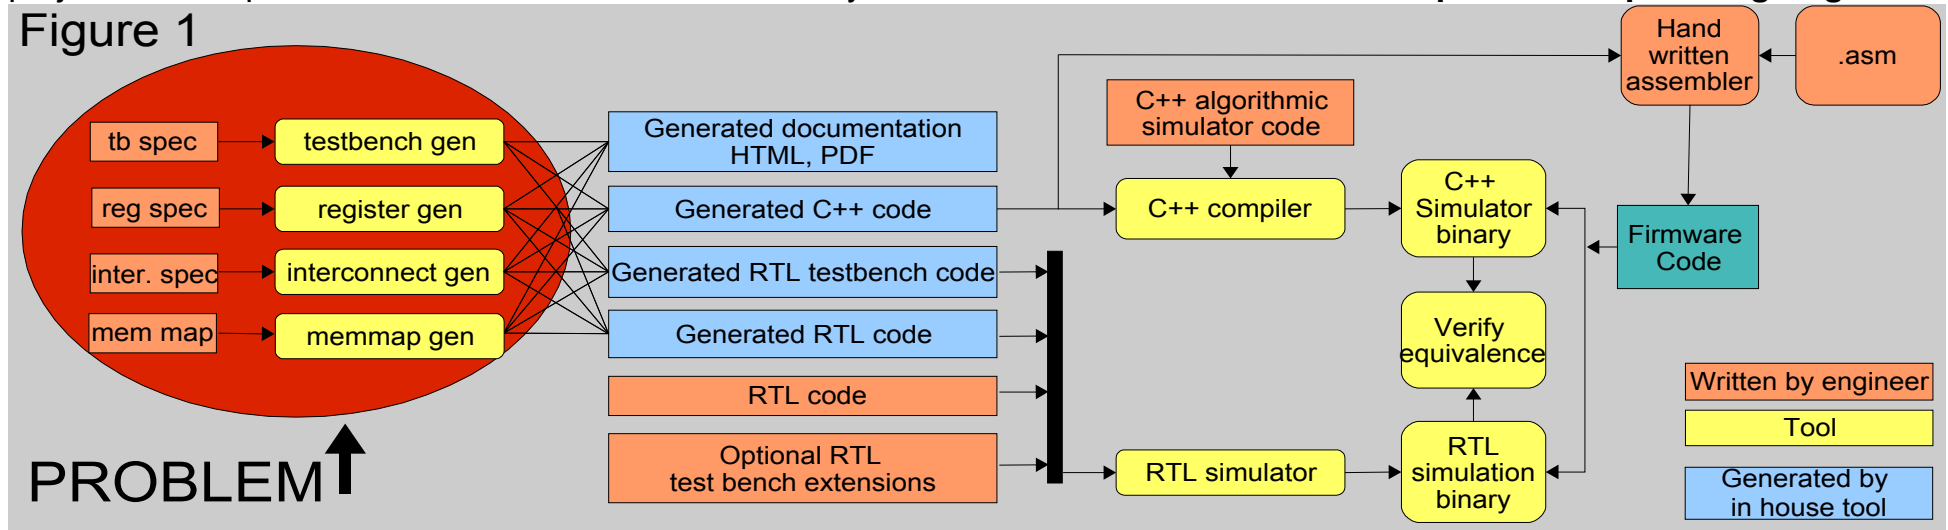 Figure 1
tb spec
testbench gen
reg spec
register gen
inter. spec
interconnect gen
mem map
memmap gen
PROBLEM
Generated documentation
HTML, PDF
Generated C++ code
Generated RTL testbench code
Generated RTL code
RTL code
Optional RTL
test bench extensions
C++ algorithmic
simulator code
C++ compiler
RTL simulator
C++
Simulator
binary
Verify
equivalence
RTL
simulation
binary
Hand
written
assembler
.asm
Firmware
Code
Written by engineer
Tool
Generated by
in house tool